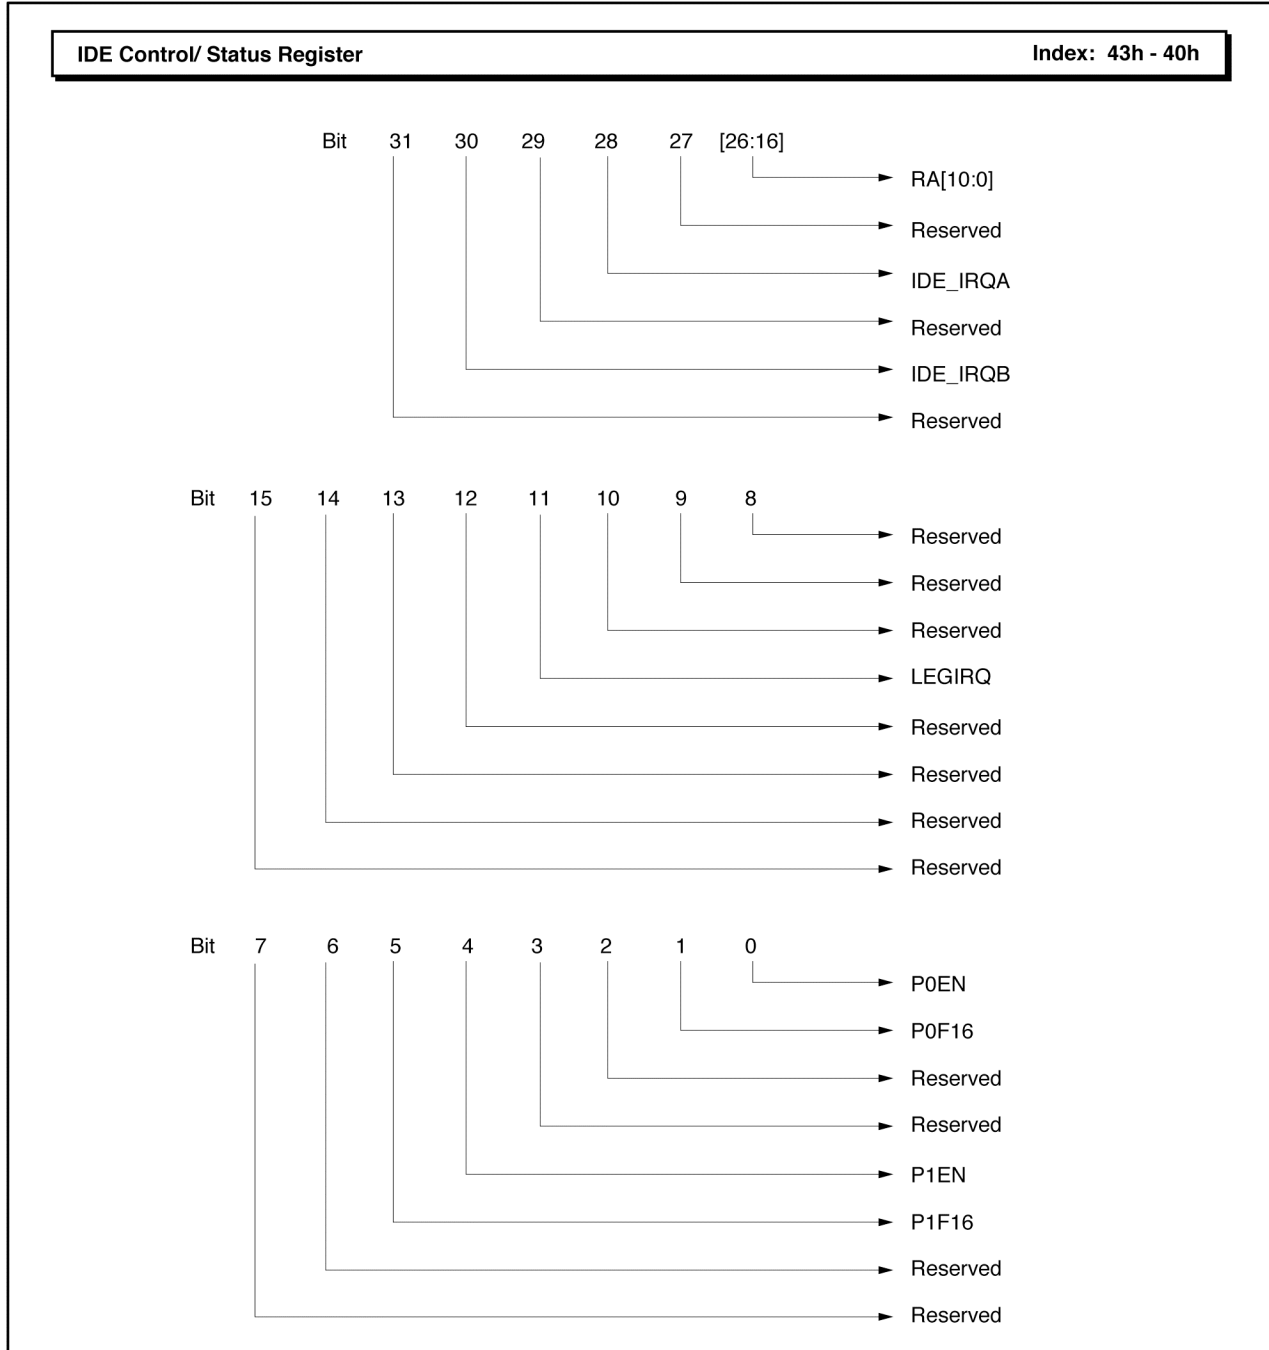 IDE Control/ Status Register Index: 43h - 40h
Bit 31 30 29 28 27 [26:16]
RA[10:0]
Reserved
IDE_IRQA
Reserved
IDE_IRQB
Reserved
Bit 15 14 13 12 11 10 9 8
Reserved
Reserved
Reserved
LEGIRQ
Reserved
Reserved
Reserved
Reserved
Bit 7 6 5 4 3 2 1 0
P0EN
P0F16
Reserved
Reserved
P1EN
P1F16
Reserved
Reserved